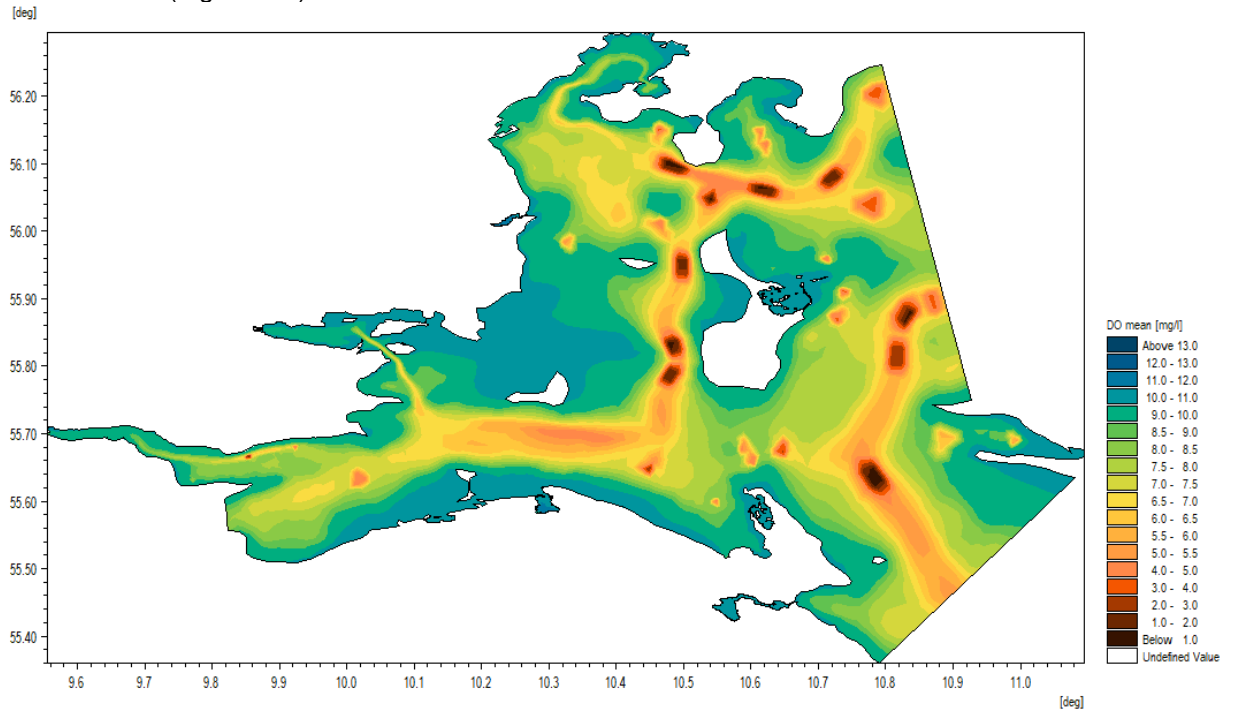 [deg]
56.20
56.10
56.00
55.90
55.80
55.70
55.60
55.50
55.40
9.6 9.7 9.8 9.9 10.0 10.1 10.2 10.3 10.4 10.5 10.6 10.7 10.8 10.9 11.0
[deg]
DO mean [mg/l]
Above 13.0
12.0 - 13.0
11.0 - 12.0
10.0 - 11.0
9.0 - 10.0
8.5 - 9.0
8.0 - 8.5
7.5 - 8.0
7.0 - 7.5
6.5 - 7.0
6.0 - 6.5
5.5 - 6.0
5.0 - 5.5
4.0 - 5.0
3.0 - 4.0
2.0 - 3.0
1.0 - 2.0
Below 1.0
Undefined Value